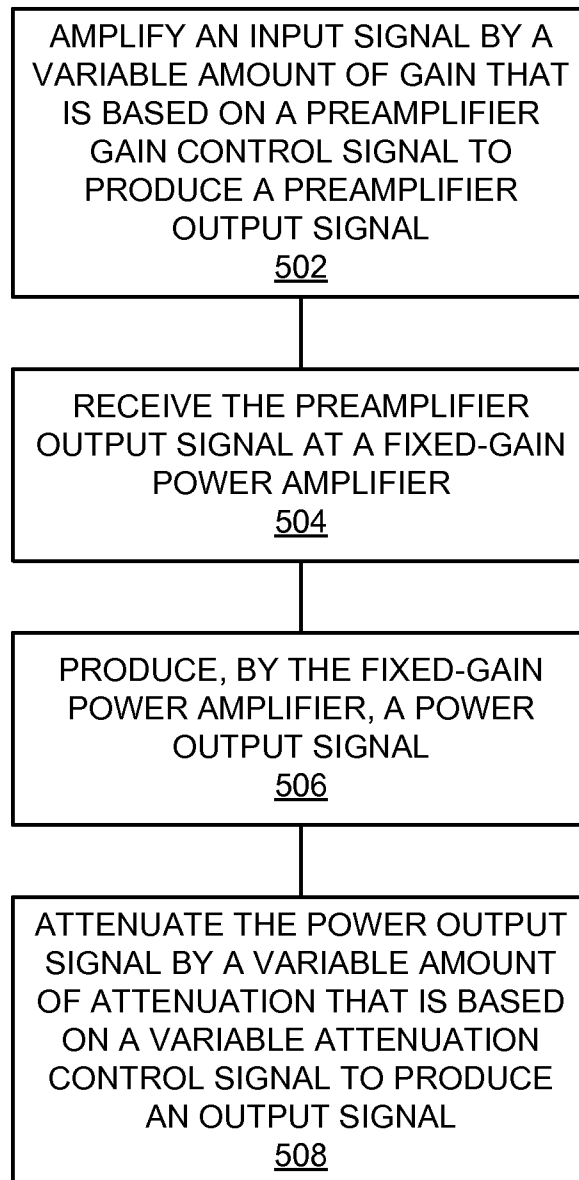 AMPLIFY AN INPUT SIGNAL BY A
VARIABLE AMOUNT OF GAIN THAT
IS BASED ON A PREAMPLIFIER
GAIN CONTROL SIGNAL TO
PRODUCE A PREAMPLIFIER
OUTPUT SIGNAL
502
RECEIVE THE PREAMPLIFIER
OUTPUT SIGNAL AT A FIXED-GAIN
POWER AMPLIFIER
504
PRODUCE, BY THE FIXED-GAIN
POWER AMPLIFIER, A POWER
OUTPUT SIGNAL
506
ATTENUATE THE POWER OUTPUT
SIGNAL BY A VARIABLE AMOUNT
OF ATTENUATION THAT IS BASED
ON A VARIABLE ATTENUATION
CONTROL SIGNAL TO PRODUCE
AN OUTPUT SIGNAL
508